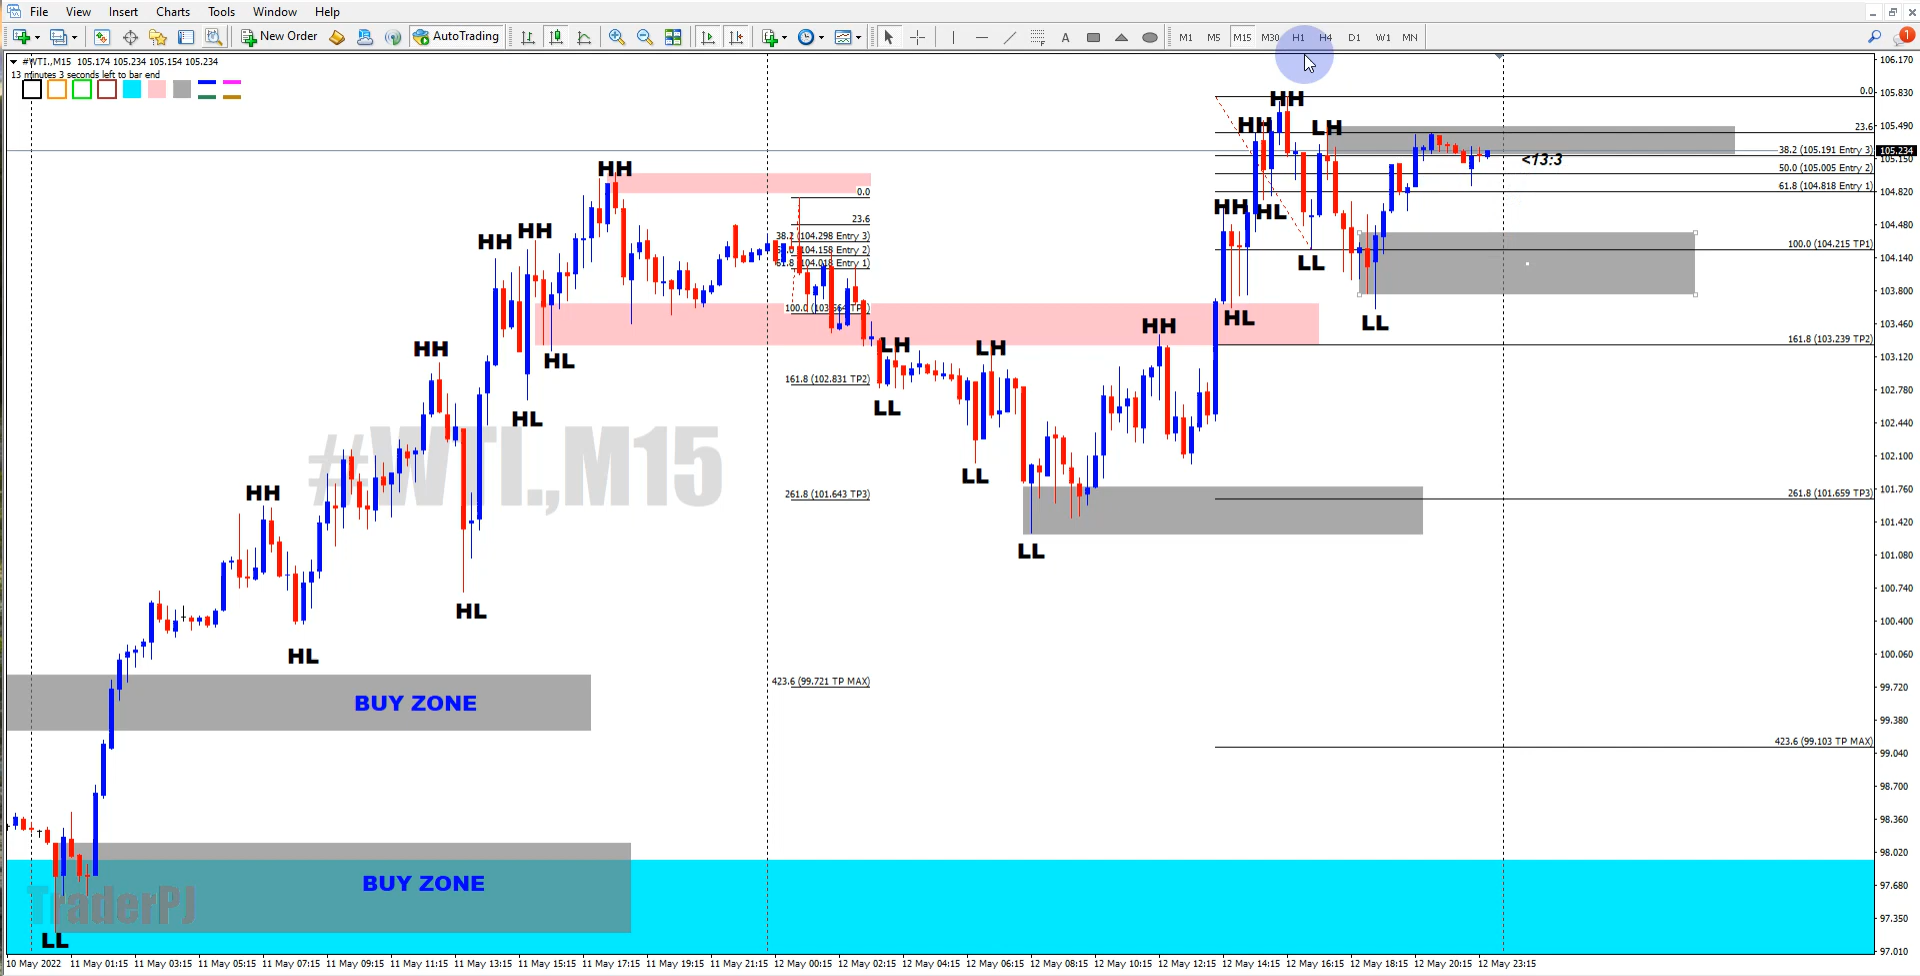 File View Insert Charts Tools Window Help
New Order AutoTrading A M1 M5 M15 M30 H1 H4 D1 W1 MN 1
#WTI.,M15 105.174 105.234 105.154 105.234
13 minutes 3 seconds left to bar end
106.170
0.0
105.830
HH
HH
LH
105.490
23.6
105.234
38.2 (105.191 Entry 3)
105.150
<13:3
50.0 (105.005 Entry 2)
61.8 (104.818 Entry 1)
104.820
HH
0.0
HH
HL
23.6
104.480
HH
HH
38.2 (104.298 Entry 3)
50.0 (104.158 Entry 2)
61.8 (104.018 Entry 1)
100.0 (104.215 TP1)
104.140
LL
103.800
HL
LL
103.460
HH
161.8 (103.239 TP2)
HH
HL
LH
LH
103.120
161.8 (102.831 TP2)
102.780
HL
LL
102.440
#WTI.,M15
102.100
LL
101.760
HH
261.8 (101.643 TP3)
261.8 (101.659 TP3)
101.420
LL
101.080
100.740
HL
100.400
HL
100.060
99.720
423.6 (99.721 TP MAX)
BUY ZONE
99.380
423.6 (99.103 TP MAX)
99.040
98.700
98.360
98.020
BUY ZONE
97.680
TraderPJ
97.350
LL
97.010
10 May 2022 11 May 01:15 11 May 03:15 11 May 05:15 11 May 07:15 11 May 09:15 11 May 11:15 11 May 13:15 11 May 15:15 11 May 17:15 11 May 19:15 11 May 21:15 12 May 00:15 12 May 02:15 12 May 04:15 12 May 06:15 12 May 08:15 12 May 10:15 12 May 12:15 12 May 14:15 12 May 16:15 12 May 18:15 12 May 20:15 12 May 23:15